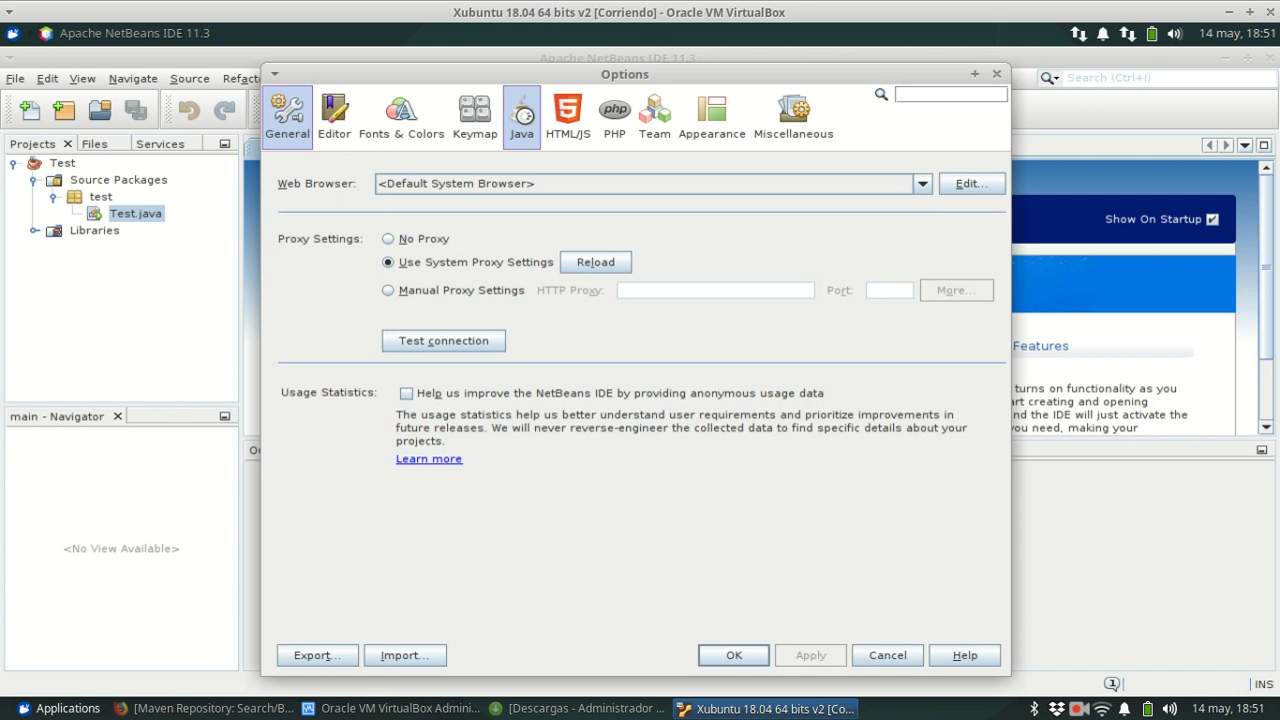 Xubuntu 18.04 64 bits v2 [Corriendo] - Oracle VM VirtualBox
Apache NetBeans IDE 11.3
14 may, 18:51
Apache NetBeans IDE 11.3
File Edit View Navigate Source Refacto
Search (Ctrl+I)
Options
General Editor Fonts & Colors Keymap Java HTML/JS PHP Team Appearance Miscellaneous
php
Projects Files Services
Test
Source Packages
test
Test.java
Libraries
Web Browser: <Default System Browser> Edit...
Show On Startup
Proxy Settings: No Proxy
Use System Proxy Settings Reload
Manual Proxy Settings HTTP Proxy: Port: More...
Test connection
Features
Usage Statistics: Help us improve the NetBeans IDE by providing anonymous usage data
The usage statistics help us better understand user requirements and prioritize improvements in
future releases. We will never reverse-engineer the collected data to find specific details about your
projects.
Learn more
turns on functionality as you
art creating and opening
nd the IDE will just activate the
you need, making your
main - Navigator
<No View Available>
Export... Import... OK Apply Cancel Help
1 INS
Applications [Maven Repository: Search/B... Oracle VM VirtualBox Admini... [Descargas - Administrador ... Xubuntu 18.04 64 bits v2 [Co... 14 may, 18:51